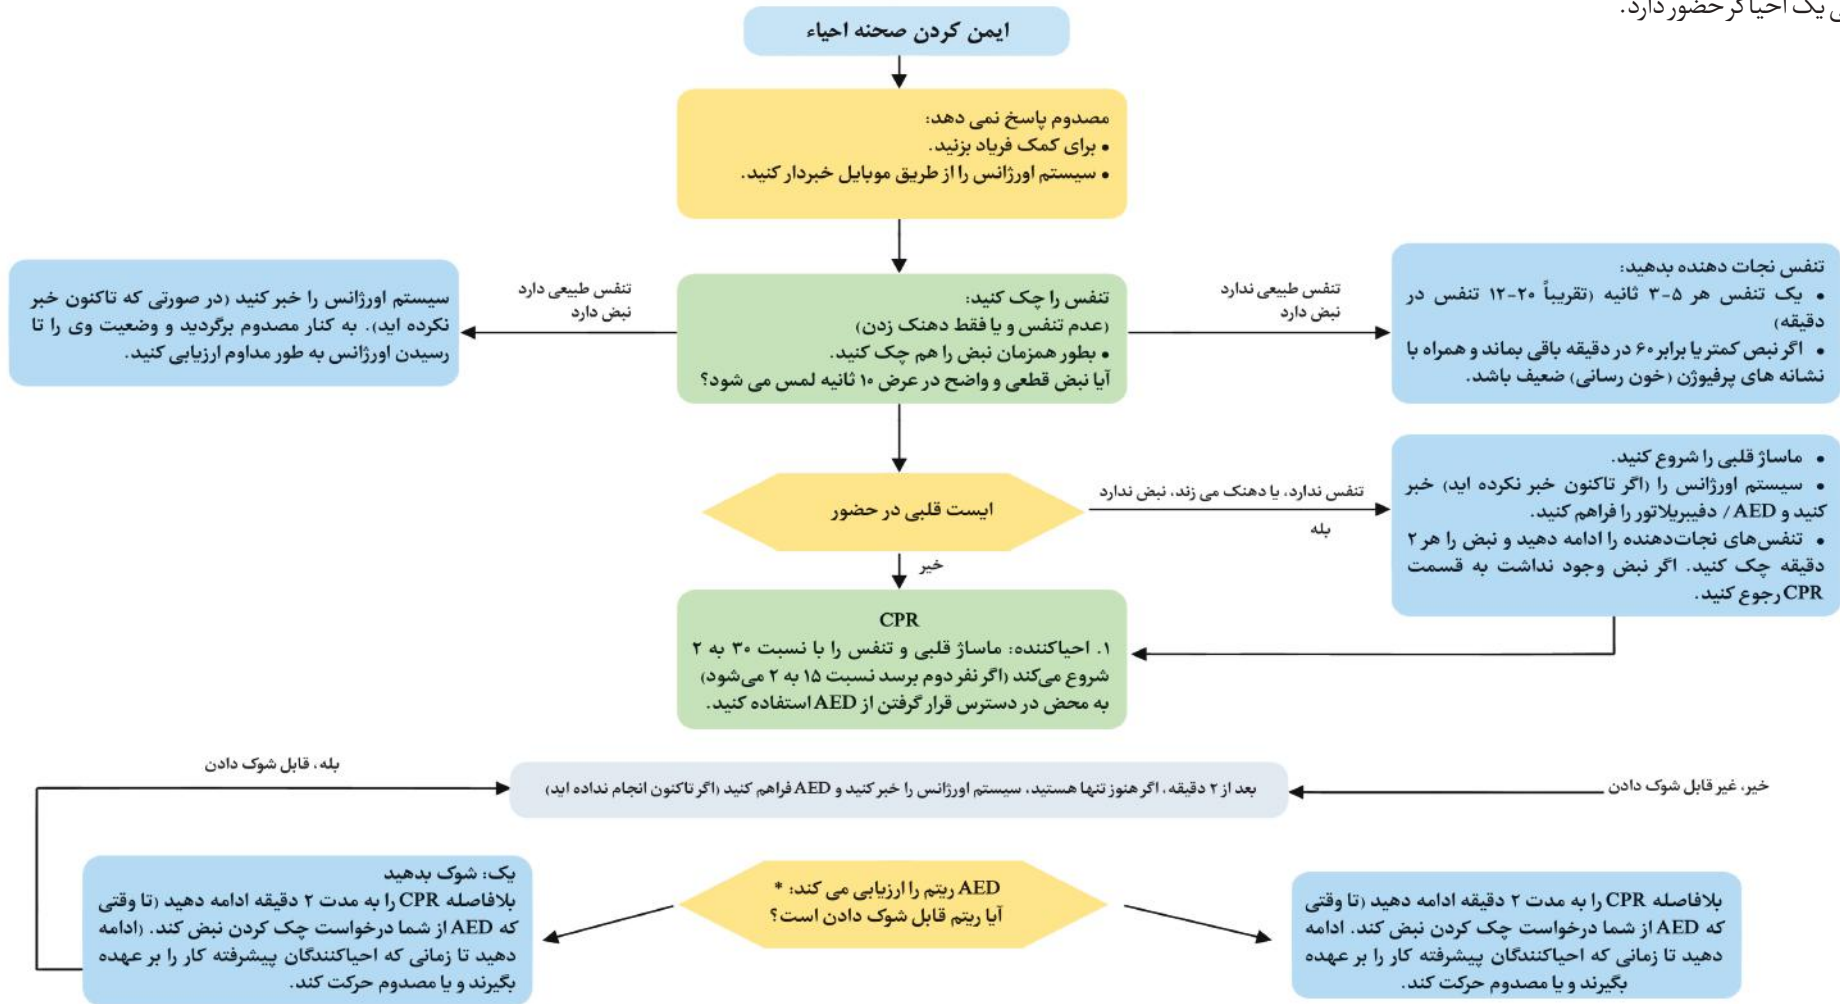 یک احیاگر حضور دارد.
ایمن کردن صحنه احیاء
مصدوم پاسخ نمی دهد:
• برای کمک فریاد بزنید.
• سیستم اورژانس را از طریق موبایل خبردار کنید.
تنفس نجات دهنده بدهید:
• یک تنفس هر ۵-۳ ثانیه (تقریباً ۲۰-۱۲ تنفس در
دقیقه)
• اگر نبص کمتر یا برابر ۶۰ در دقیقه باقی بماند و همراه با
نشانه های پرفیوژن (خون رسانی) ضعیف باشد.
تنفس طبیعی ندارد
نبض دارد
تنفس را چک کنید:
(عدم تنفس و یا فقط دهنک زدن)
• بطور همزمان نبض را هم چک کنید.
آیا نبض قطعی و واضح در عرض ۱۰ ثانیه لمس می شود؟
تنفس طبیعی دارد
نبض دارد
سیستم اورژانس را خبر کنید (در صورتی که تاکنون خبر
نکرده اید). به کنار مصدوم برگردید و وضعیت وی را تا
رسیدن اورژانس به طور مداوم ارزیابی کنید.
• ماساژ قلبی را شروع کنید.
• سیستم اورژانس را (اگر تاکنون خبر نکرده اید) خبر
کنید و AED / دفیبریلاتور را فراهم کنید.
• تنفس‌های نجات‌دهنده را ادامه دهید و نبض را هر ۲
دقیقه چک کنید. اگر نبض وجود نداشت به قسمت
CPR رجوع کنید.
تنفس ندارد، یا دهنک می زند، نبض ندارد
بله
ایست قلبی در حضور
خیر
CPR
۱. احیاکننده: ماساژ قلبی و تنفس را با نسبت ۳۰ به ۲
شروع می‌کند (اگر نفر دوم برسد نسبت ۱۵ به ۲ می‌شود)
به محض در دسترس قرار گرفتن از AED استفاده کنید.
خیر، غیر قابل شوک دادن
بعد از ۲ دقیقه، اگر هنوز تنها هستید، سیستم اورژانس را خبر کنید و AED فراهم کنید (اگر تاکنون انجام نداده اید)
بله، قابل شوک دادن
بلافاصله CPR را به مدت ۲ دقیقه ادامه دهید (تا وقتی
که AED از شما درخواست چک کردن نبض کند. ادامه
دهید تا زمانی که احیاکنندگان پیشرفته کار را بر عهده
بگیرند و یا مصدوم حرکت کند.
AED ریتم را ارزیابی می کند: *
آیا ریتم قابل شوک دادن است؟
یک: شوک بدهید
بلافاصله CPR را به مدت ۲ دقیقه ادامه دهید (تا وقتی
که AED از شما درخواست چک کردن نبض کند. (ادامه
دهید تا زمانی که احیاکنندگان پیشرفته کار را بر عهده
بگیرند و یا مصدوم حرکت کند.